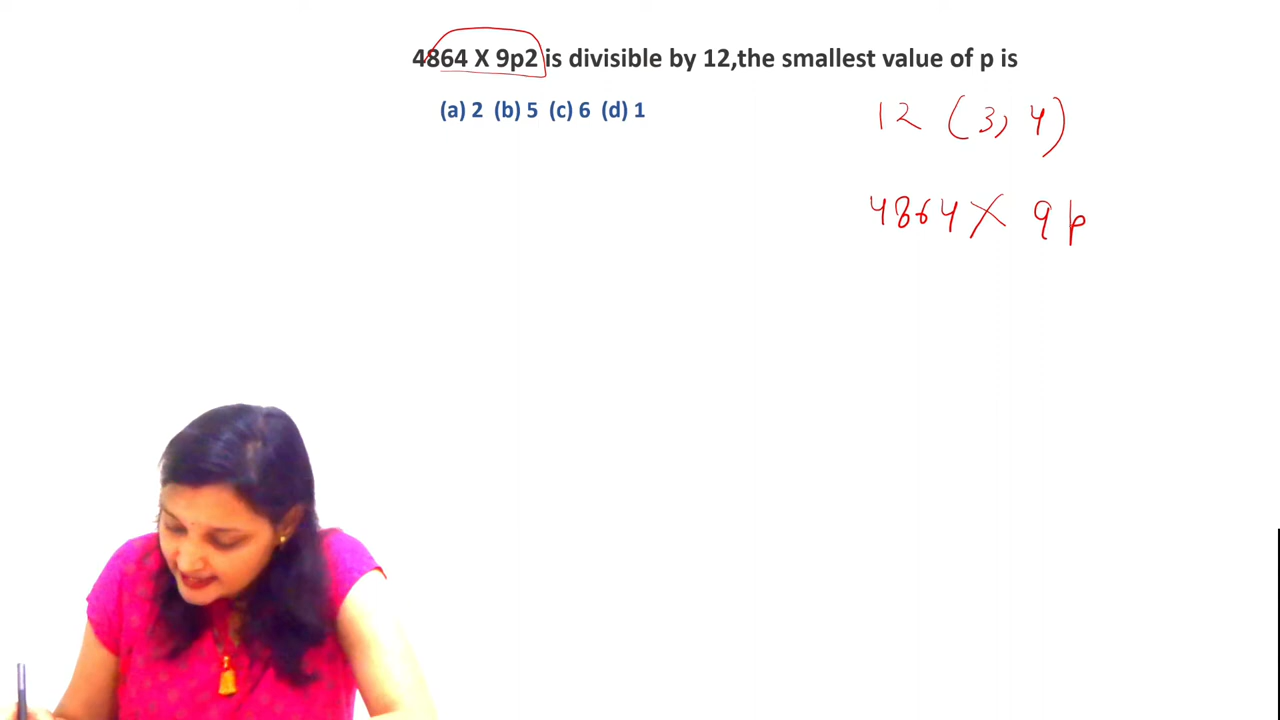 4864 X 9p2 is divisible by 12,the smallest value of p is
(a) 2 (b) 5 (c) 6 (d) 1
12 (3, 4)
4864 X 9p